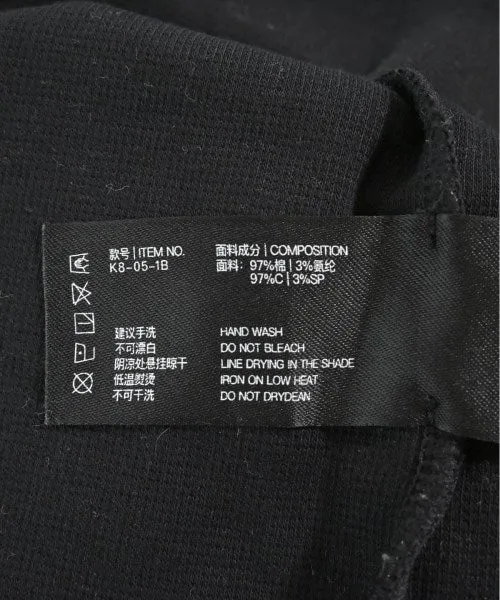 款号 | ITEM NO.
K8-05-1B
面料成分 | COMPOSITION
面料: 97%棉 | 3%氨纶
97%C | 3%SP
建议手洗 HAND WASH
不可漂白 DO NOT BLEACH
阴凉处悬挂晾干 LINE DRYING IN THE SHADE
低温熨烫 IRON ON LOW HEAT
不可干洗 DO NOT DRYDEAN